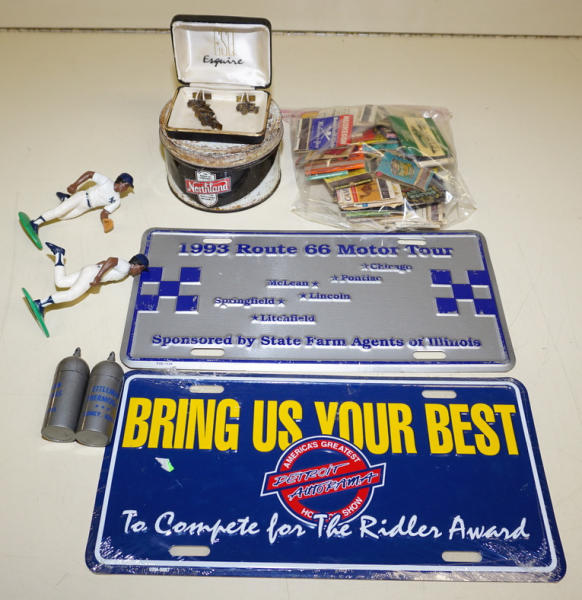 Esquire
Northland
1993 Route 66 Motor Tour
Chicago
Pontiac
McLean
Lincoln
Springfield
Litchfield
Sponsored by State Farm Agents of Illinois
BRING US YOUR BEST
AMERICA'S GREATEST
DETROIT
AUTORAMA
SHOW
To Compete for The Ridler Award